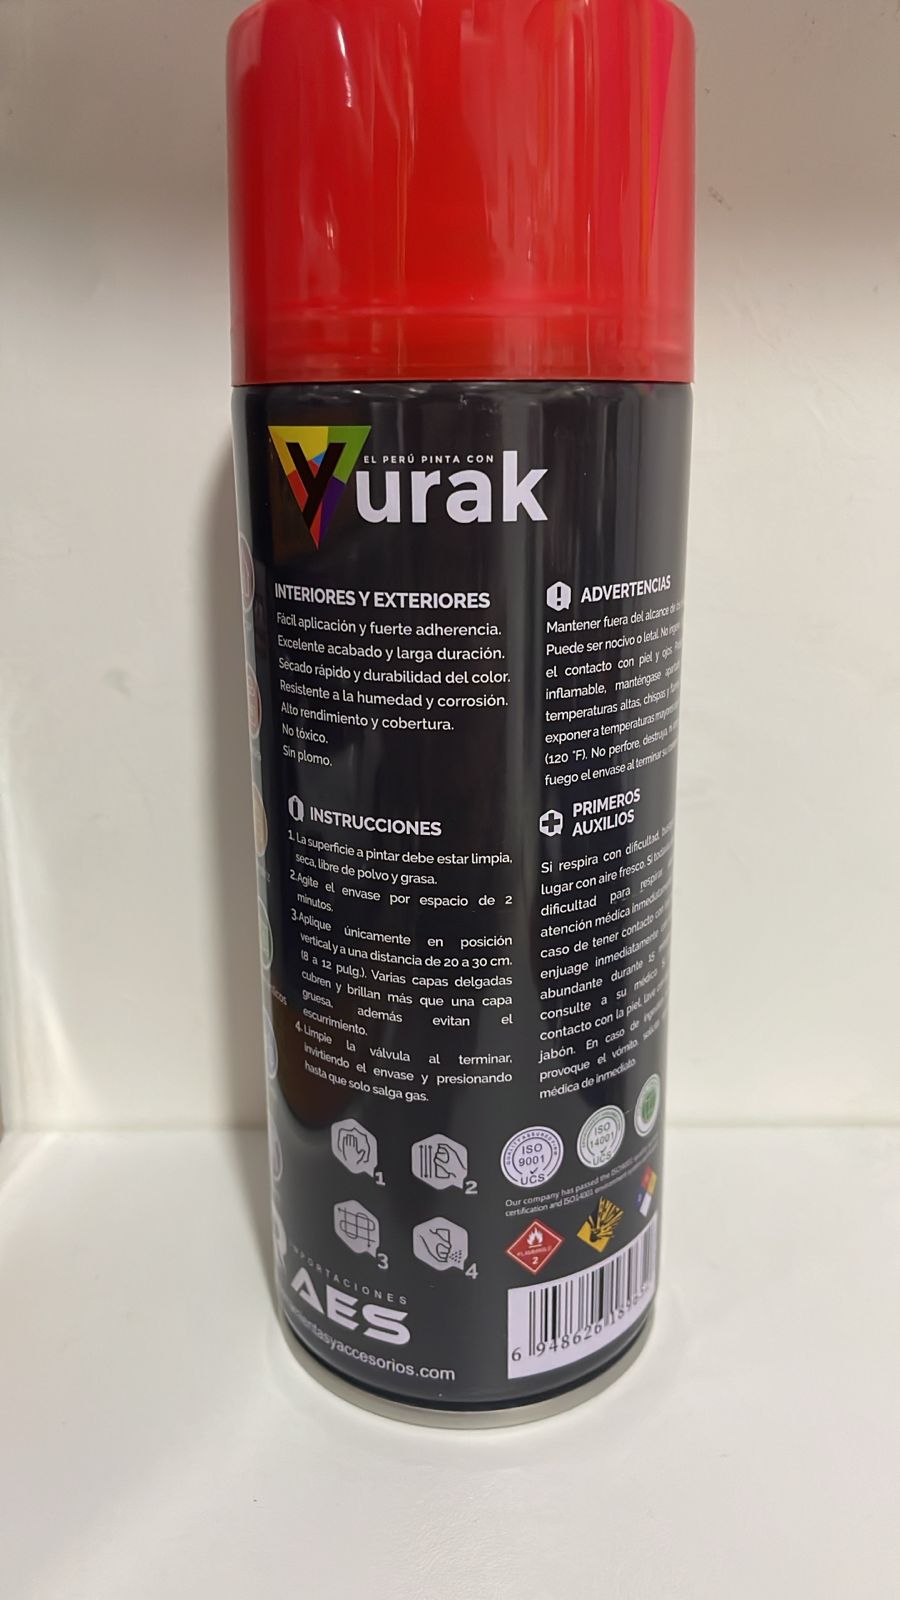 EL PERÚ PINTA CON
Yurak
INTERIORES Y EXTERIORES
Fácil aplicación y fuerte adherencia.
Excelente acabado y larga duración.
Secado rápido y durabilidad del color.
Resistente a la humedad y corrosión.
Alto rendimiento y cobertura.
No tóxico.
Sin plomo.
INSTRUCCIONES
1. La superficie a pintar debe estar limpia,
seca, libre de polvo y grasa.
2. Agite el envase por espacio de 2
minutos.
3. Aplique únicamente en posición
vertical y a una distancia de 20 a 30 cm.
(8 a 12 pulg.). Varias capas delgadas
cubren y brillan más que una capa
gruesa, además evitan el
escurrimiento.
4. Limpie la válvula al terminar,
invirtiendo el envase y presionando
hasta que solo salga gas.
1
2
3
4
ADVERTENCIAS
Mantener fuera del alcance de
Puede ser nocivo o letal. No
el contacto con piel y ojos.
inflamable, manténgase
temperaturas altas, chispas y
exponer a temperaturas
(120 °F). No perfore, destruya,
fuego el envase al terminar su
PRIMEROS
AUXILIOS
Si respira con dificultad,
lugar con aire fresco. Si
dificultad para respirar
atención médica
caso de tener contacto con
enjuage inmediatamente
abundante durante 15
consulte a su médico.
contacto con la piel, lave
jabón. En caso de
provoque el vómito,
médica de inmediato.
ISO
9001
UCS
ISO
14001
UCS
Our company has passed the ISO9001
certification and ISO14001 environment
FLAMMABLE
2
6 948626
AES
yaccesorios.com